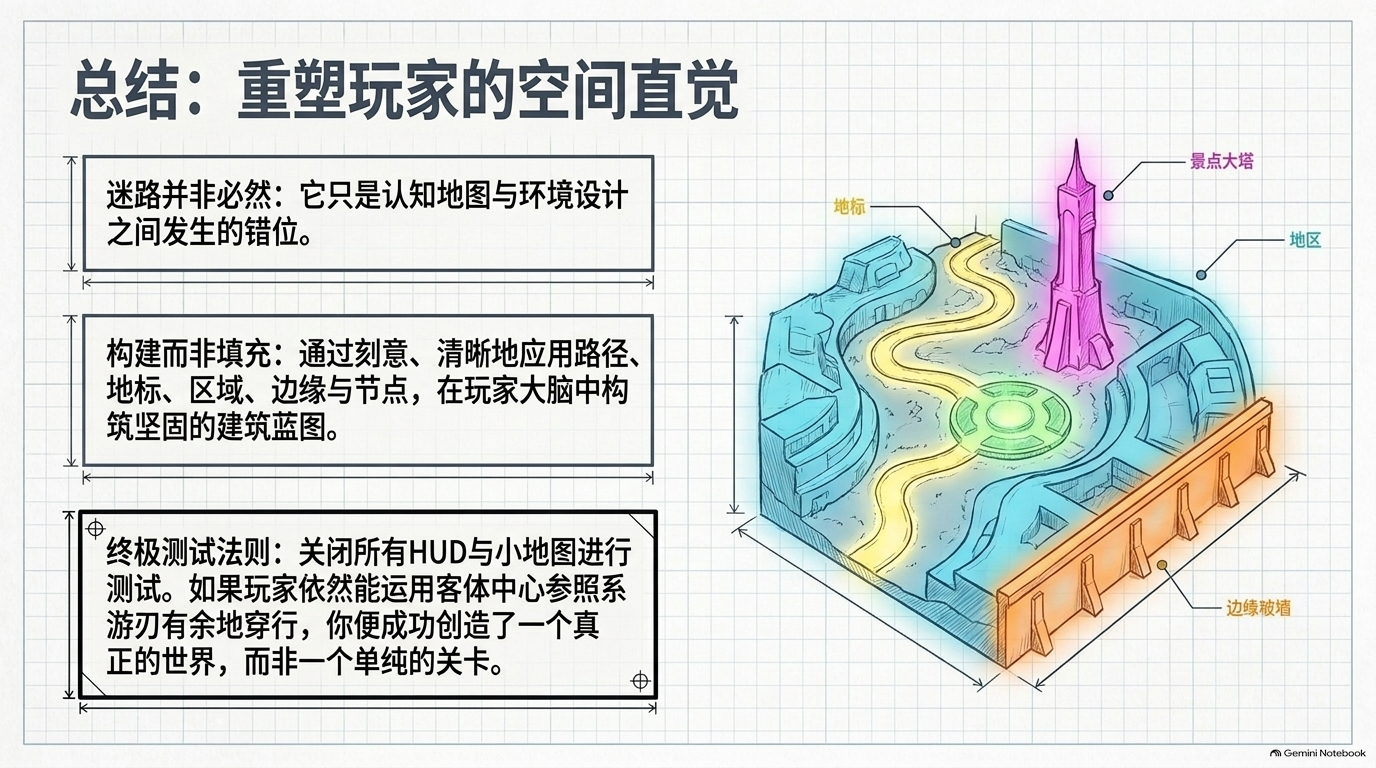 总结：重塑玩家的空间直觉
迷路并非必然：它只是认知地图与环境设计
之间发生的错位。
构建而非填充：通过刻意、清晰地应用路径、
地标、区域、边缘与节点，在玩家大脑中构
筑坚固的建筑蓝图。
终极测试法则：关闭所有HUD与小地图进行
测试。如果玩家依然能运用客体中心参照系
游刃有余地穿行，你便成功创造了一个真
正的世界，而非一个单纯的关卡。
景点大塔
地标
地区
边缘
Gemini Notebook